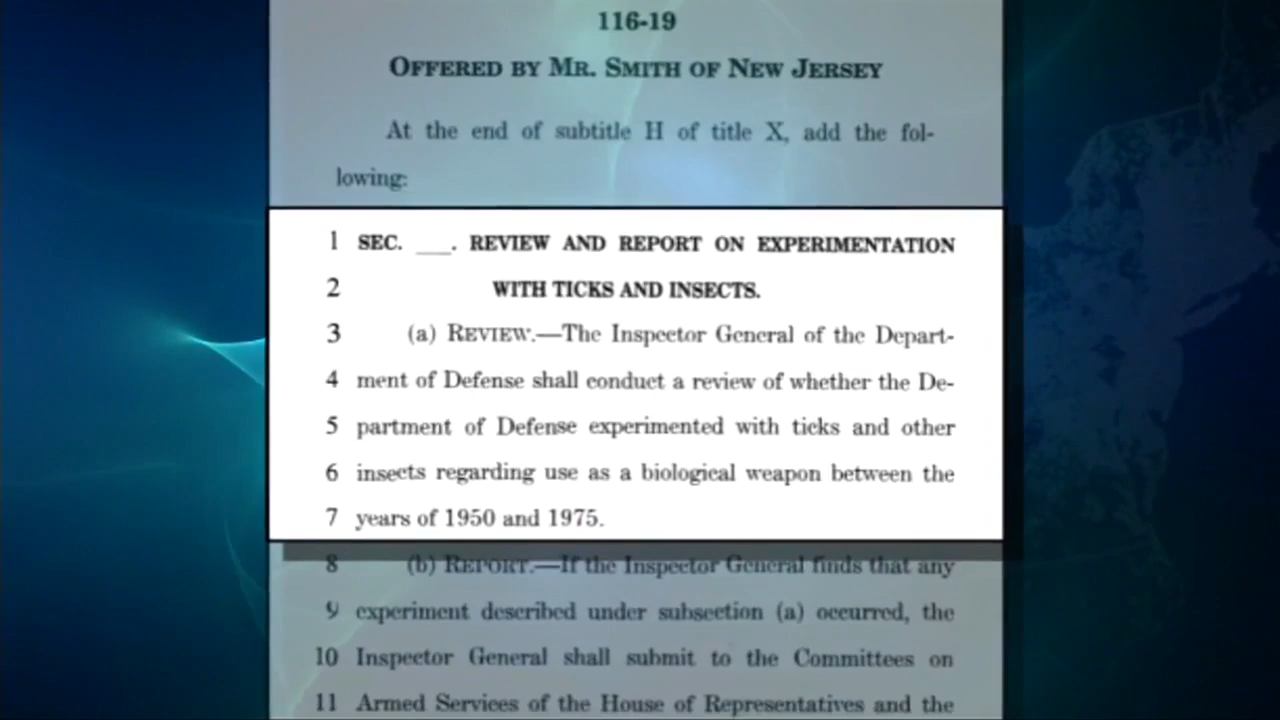 116-19
OFFERED BY MR. SMITH OF NEW JERSEY
At the end of subtitle H of title X, add the fol-
lowing:
1 SEC. ___. REVIEW AND REPORT ON EXPERIMENTATION
2 WITH TICKS AND INSECTS.
3 (a) REVIEW.—The Inspector General of the Depart-
4 ment of Defense shall conduct a review of whether the De-
5 partment of Defense experimented with ticks and other
6 insects regarding use as a biological weapon between the
7 years of 1950 and 1975.
8 (b) REPORT.—If the Inspector General finds that any
9 experiment described under subsection (a) occurred, the
10 Inspector General shall submit to the Committees on
11 Armed Services of the House of Representatives and the